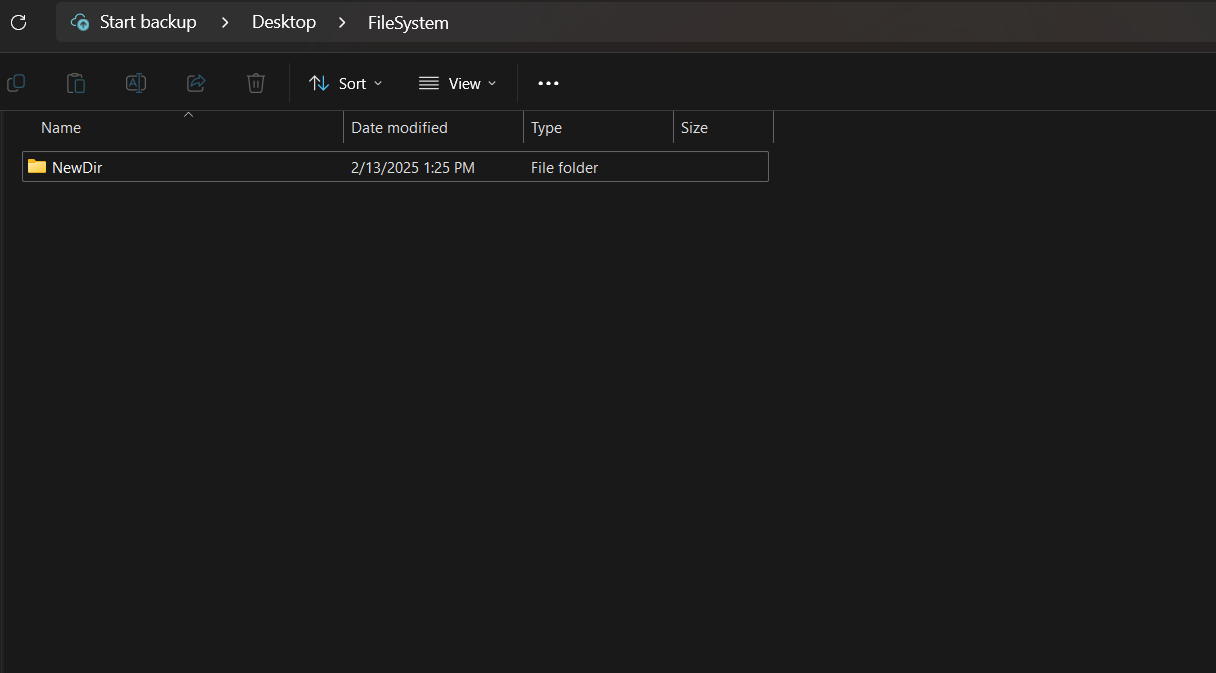 Start backup > Desktop > FileSystem
Sort View ...
Name Date modified Type Size
NewDir 2/13/2025 1:25 PM File folder